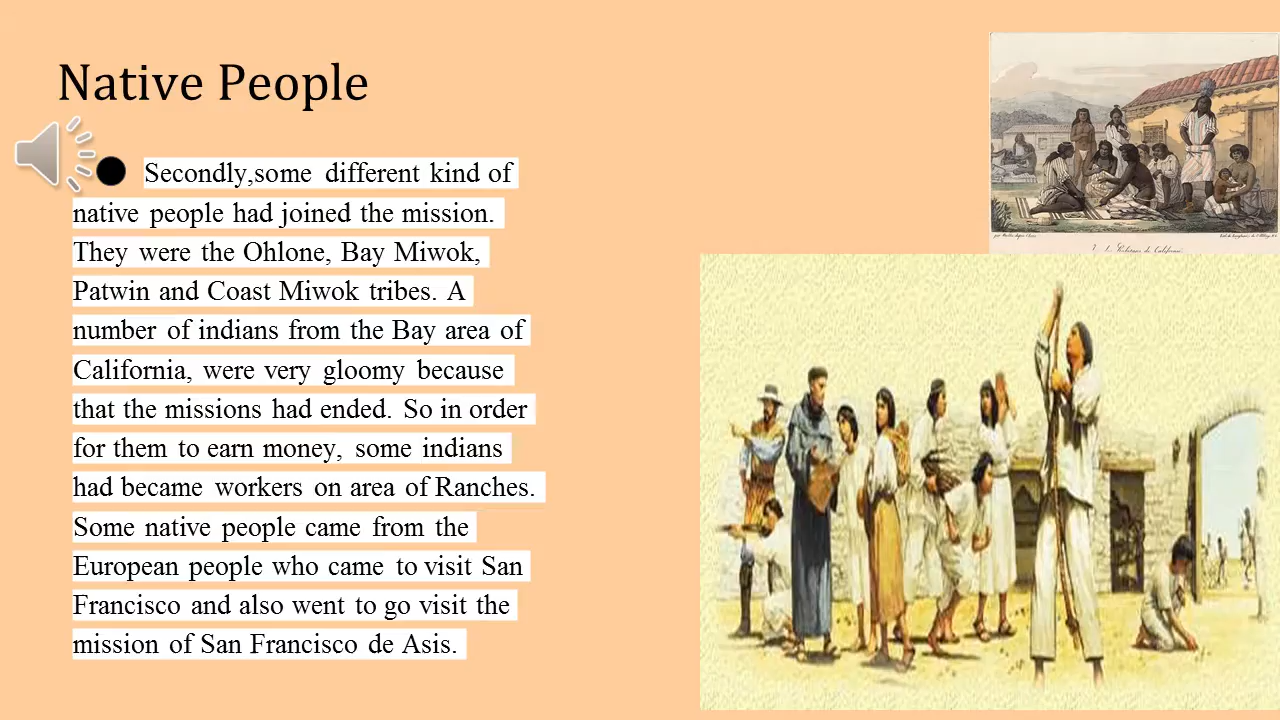 Native People
Secondly,some different kind of
native people had joined the mission.
They were the Ohlone, Bay Miwok,
Patwin and Coast Miwok tribes. A
number of indians from the Bay area of
California, were very gloomy because
that the missions had ended. So in order
for them to earn money, some indians
had became workers on area of Ranches.
Some native people came from the
European people who came to visit San
Francisco and also went to go visit the
mission of San Francisco de Asis.